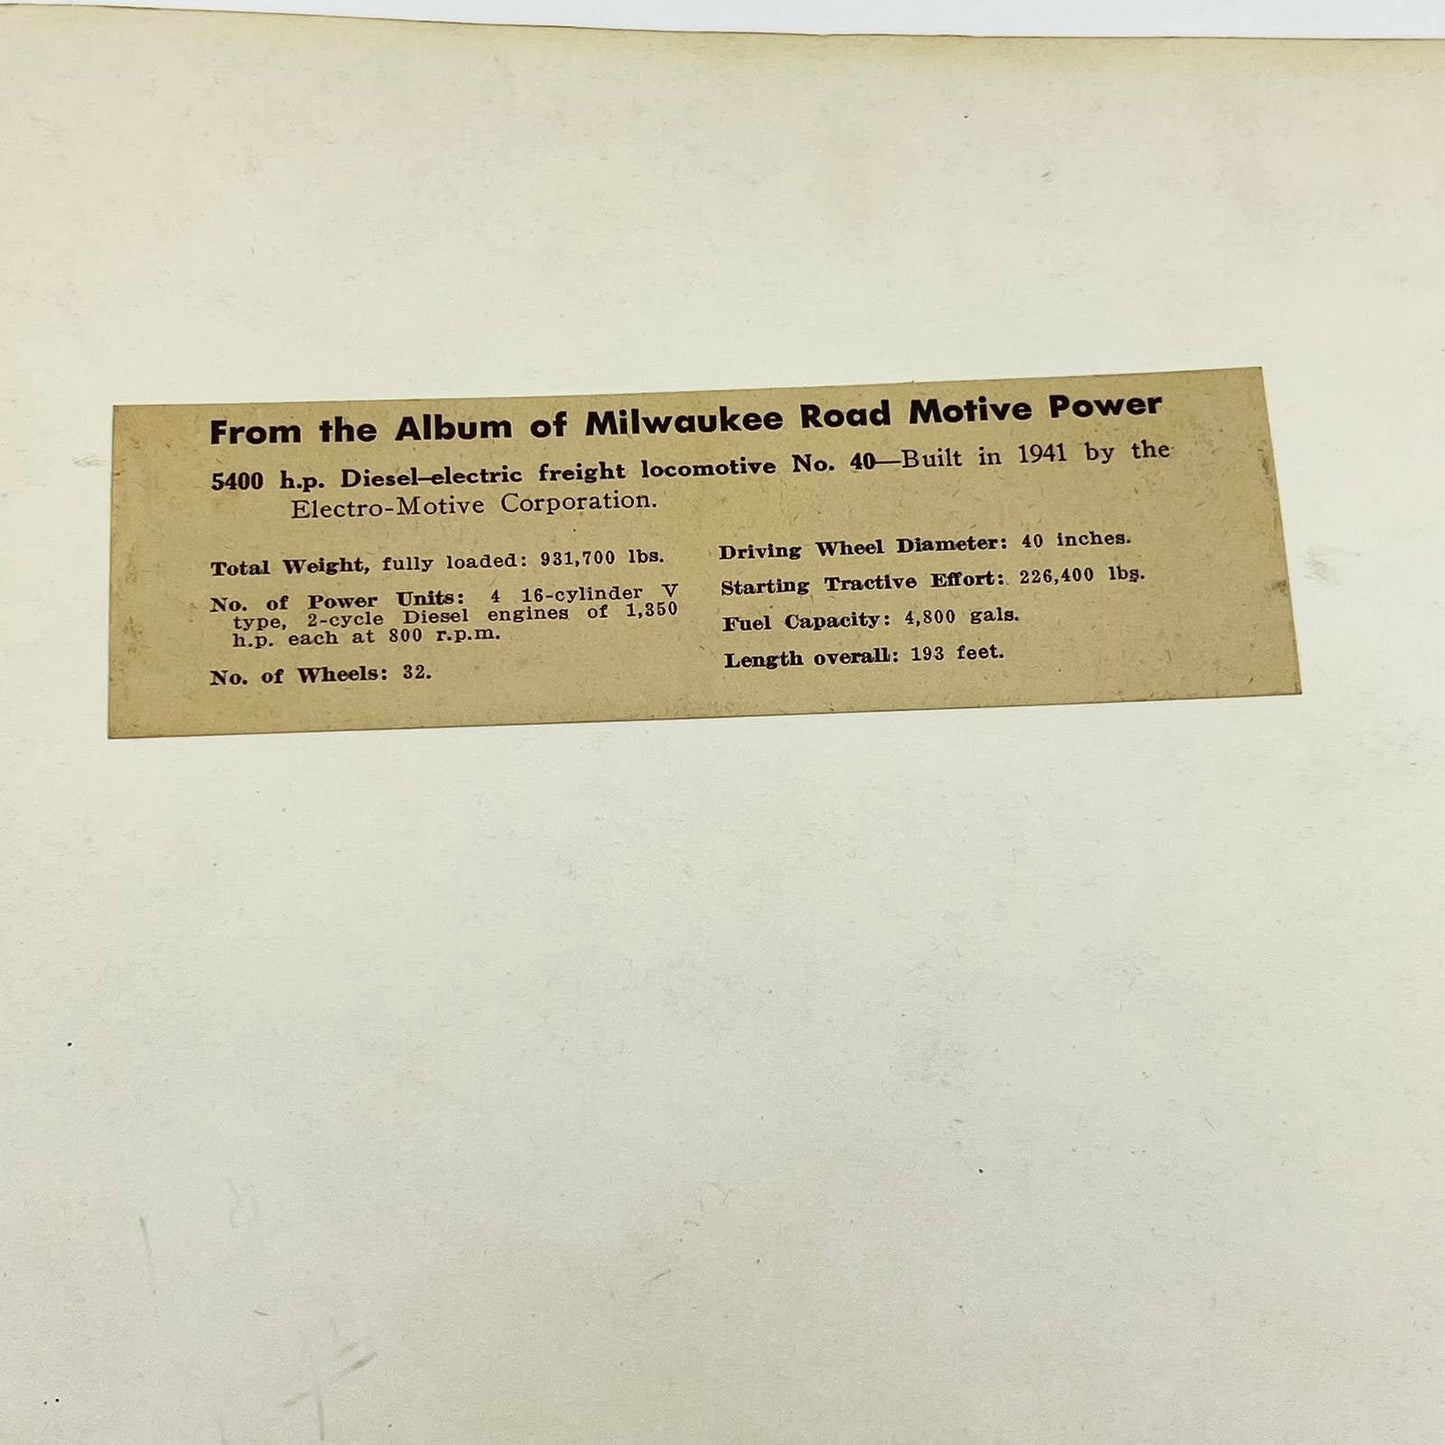 From the Album of Milwaukee Road Motive Power
5400 h.p. Diesel-electric freight locomotive No. 40—Built in 1941 by the
Electro-Motive Corporation.
Total Weight, fully loaded: 931,700 lbs.
No. of Power Units: 4 16-cylinder V
type, 2-cycle Diesel engines of 1,350
h.p. each at 800 r.p.m.
No. of Wheels: 32.
Driving Wheel Diameter: 40 inches.
Starting Tractive Effort: 226,400 lbs.
Fuel Capacity: 4,800 gals.
Length overall: 193 feet.